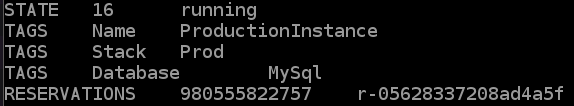 STATE 16 running
TAGS Name ProductionInstance
TAGS Stack Prod
TAGS Database MySql
RESERVATIONS 980555822757 r-05628337208ad4a5f